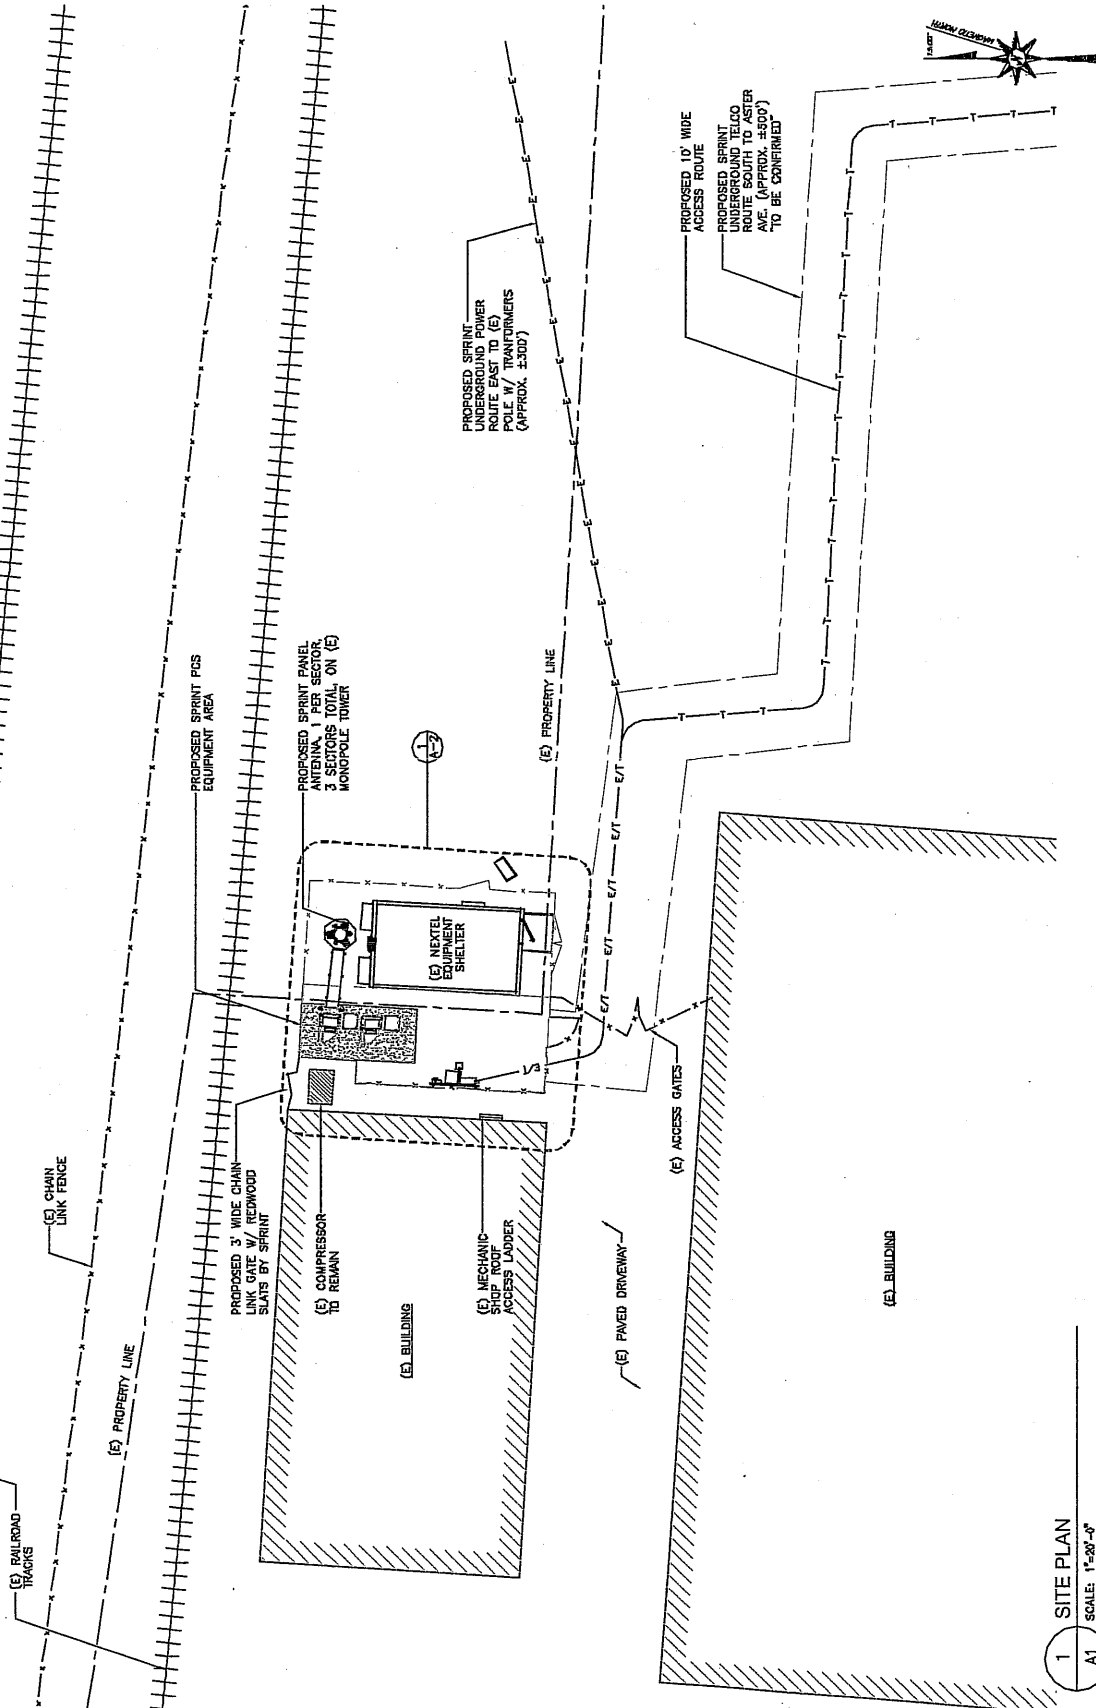 (E) RAILROAD
TRACKS
(E) CHAIN
LINK FENCE
(E) PROPERTY LINE
PROPOSED SPRINT PCS
EQUIPMENT AREA
PROPOSED 3' WIDE CHAIN
LINK GATE W/ REDWOOD
SLATS BY SPRINT
PROPOSED SPRINT PANEL
ANTENNA, 1 PER SECTOR,
3 SECTORS TOTAL, ON (E)
MONOPOLE TOWER
(E) COMPRESSOR
TO REMAIN
1
A-2
(E) NEXTEL
EQUIPMENT
SHELTER
(E) BUILDING
(E) MECHANIC
SHOP ROOF
ACCESS LADDER
(E) PROPERTY LINE
PROPOSED SPRINT
UNDERGROUND POWER
ROUTE EAST TO (E)
POLE W/ TRANFORMERS
(APPROX. ±300')
(E) PAVED DRIVEWAY
(E) ACCESS GATES
PROPOSED 10' WIDE
ACCESS ROUTE
PROPOSED SPRINT
UNDERGROUND TELCO
ROUTE SOUTH TO ASTER
AVE. (APPROX. ±500')
"TO BE CONFIRMED"
(E) BUILDING
MAGNETIC NORTH
N
1
A1
SITE PLAN
SCALE: 1"=20'-0"